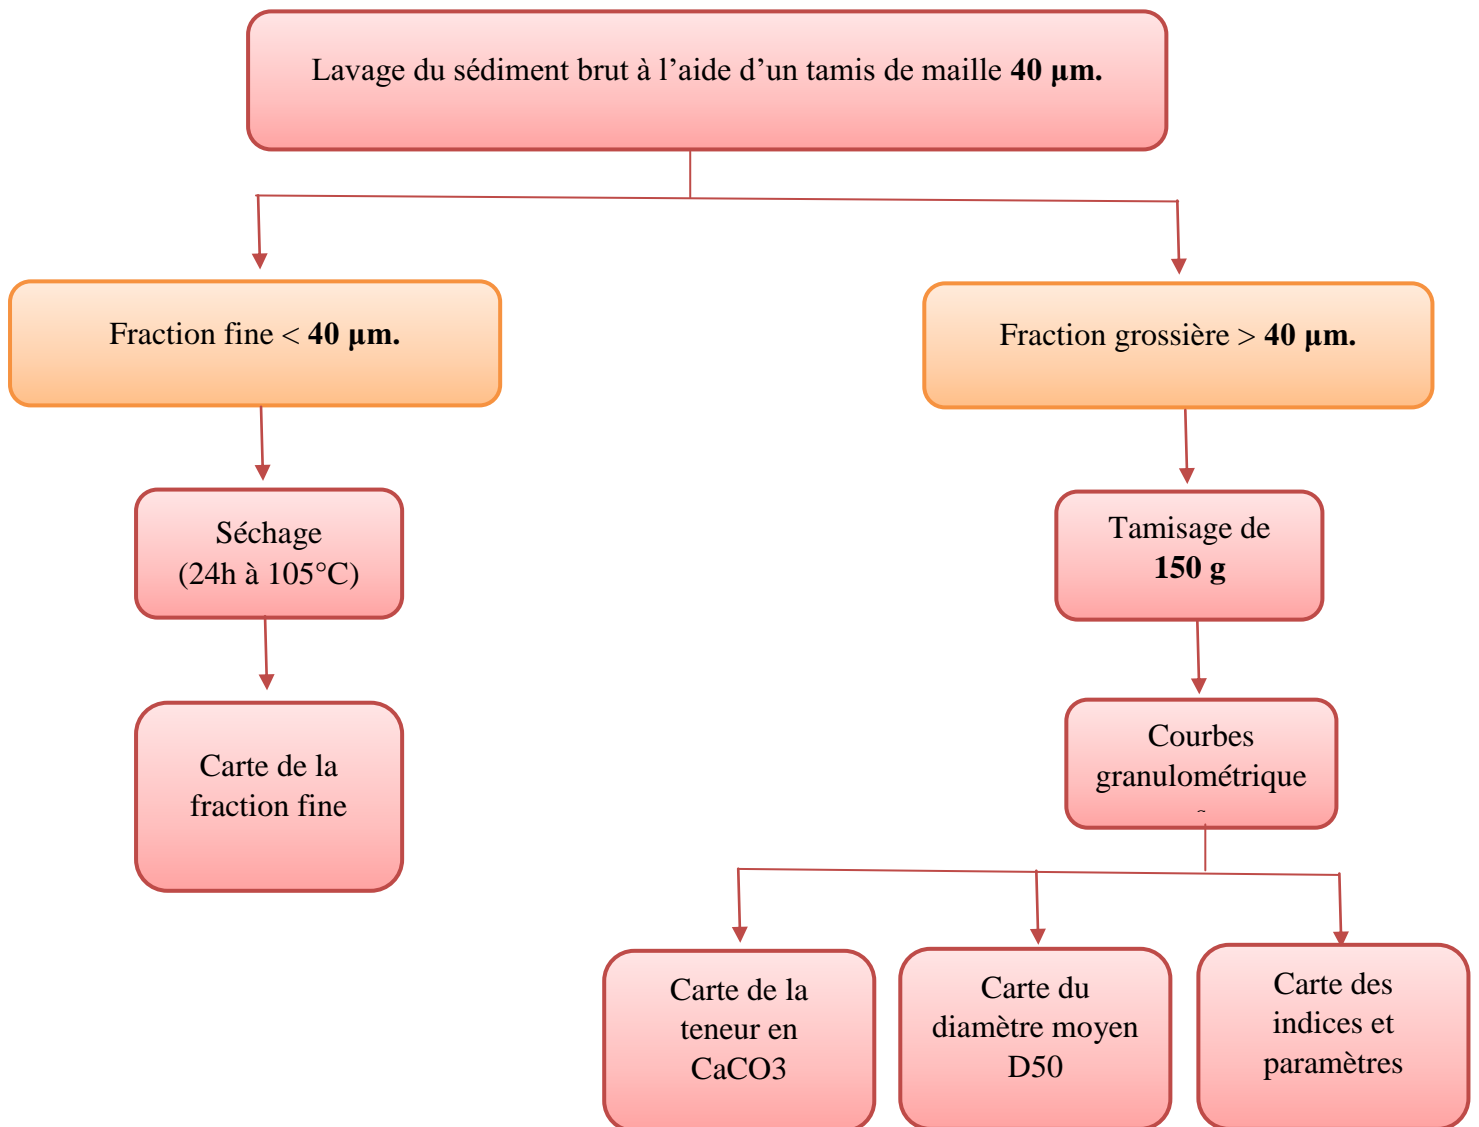 Lavage du sédiment brut à l’aide d’un tamis de maille 40 µm.
Fraction fine < 40 µm.
Fraction grossière > 40 µm.
Séchage
(24h à 105°C)
Tamisage de
150 g
Carte de la
fraction fine
Courbes
granulométrique
Carte de la
teneur en
CaCO3
Carte du
diamètre moyen
D50
Carte des
indices et
paramètres